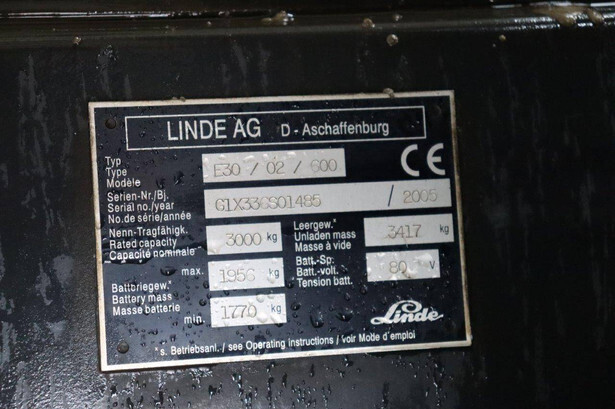 LINDE AG D - Aschaffenburg
Typ
Type
Modèle
E30 / 02 / 600
CE
Serien-Nr./Bj.
Serial no./year
No.de série/année
G1X336S01485 / 2005
Nenn-Tragfähigk.
Rated capacity
Capacité nominale
3000 kg
Leergew.*
Unladen mass
Masse à vide
3417 kg
Battbriegew.*
Battery mass
Masse batterie
max. 1956 kg
min. 1770 kg
Batt.-Sp:
Batt.-volt.
Tension batt.
80 V
Linde
*s. Betriebsanl. / see Operating instructions / voir Mode d'emploi